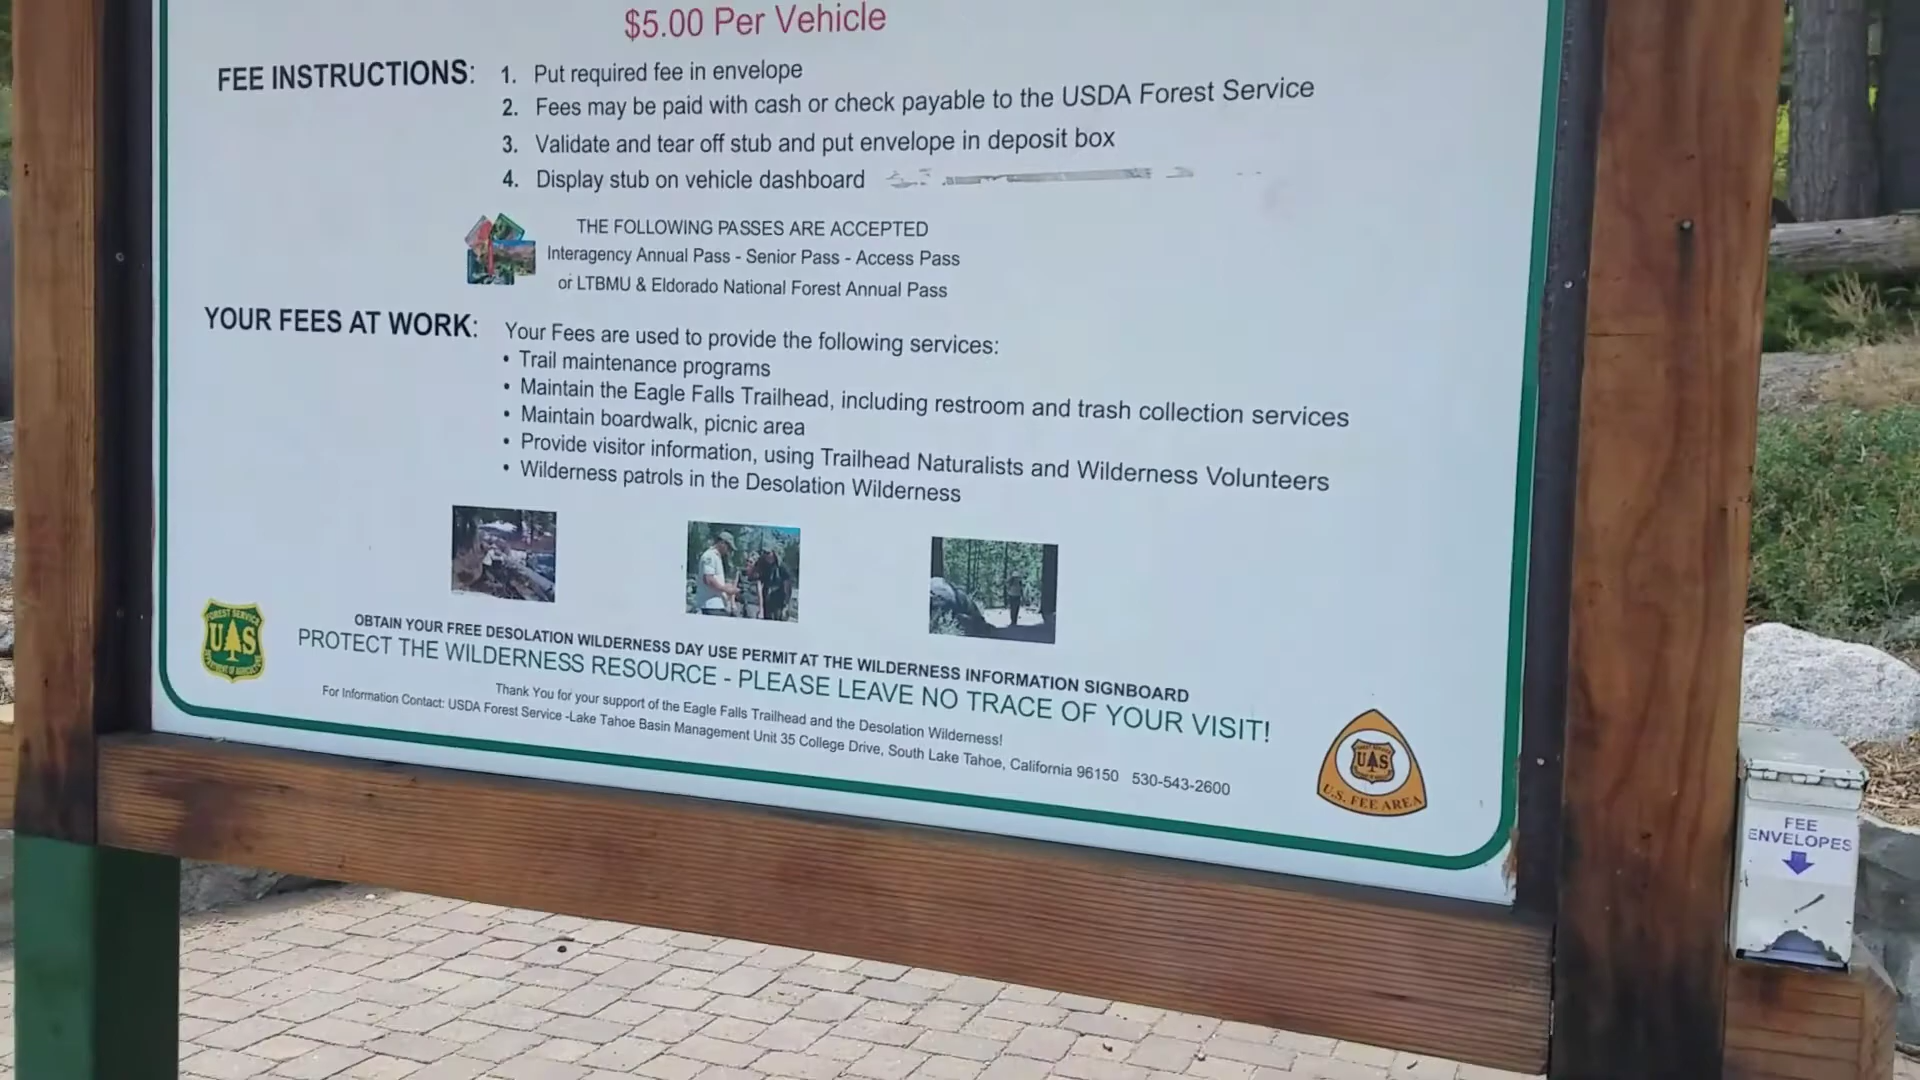 $5.00 Per Vehicle
FEE INSTRUCTIONS:
1. Put required fee in envelope
2. Fees may be paid with cash or check payable to the USDA Forest Service
3. Validate and tear off stub and put envelope in deposit box
4. Display stub on vehicle dashboard
THE FOLLOWING PASSES ARE ACCEPTED
Interagency Annual Pass - Senior Pass - Access Pass
or LTBMU & Eldorado National Forest Annual Pass
YOUR FEES AT WORK:
Your Fees are used to provide the following services:
• Trail maintenance programs
• Maintain the Eagle Falls Trailhead, including restroom and trash collection services
• Maintain boardwalk, picnic area
• Provide visitor information, using Trailhead Naturalists and Wilderness Volunteers
• Wilderness patrols in the Desolation Wilderness
FOREST SERVICE
U S
DEPARTMENT OF AGRICULTURE
OBTAIN YOUR FREE DESOLATION WILDERNESS DAY USE PERMIT AT THE WILDERNESS INFORMATION SIGNBOARD
PROTECT THE WILDERNESS RESOURCE - PLEASE LEAVE NO TRACE OF YOUR VISIT!
Thank You for your support of the Eagle Falls Trailhead and the Desolation Wilderness!
For Information Contact: USDA Forest Service -Lake Tahoe Basin Management Unit 35 College Drive, South Lake Tahoe, California 96150 530-543-2600
UAS
U.S. FEE AREA
FEE
ENVELOPES